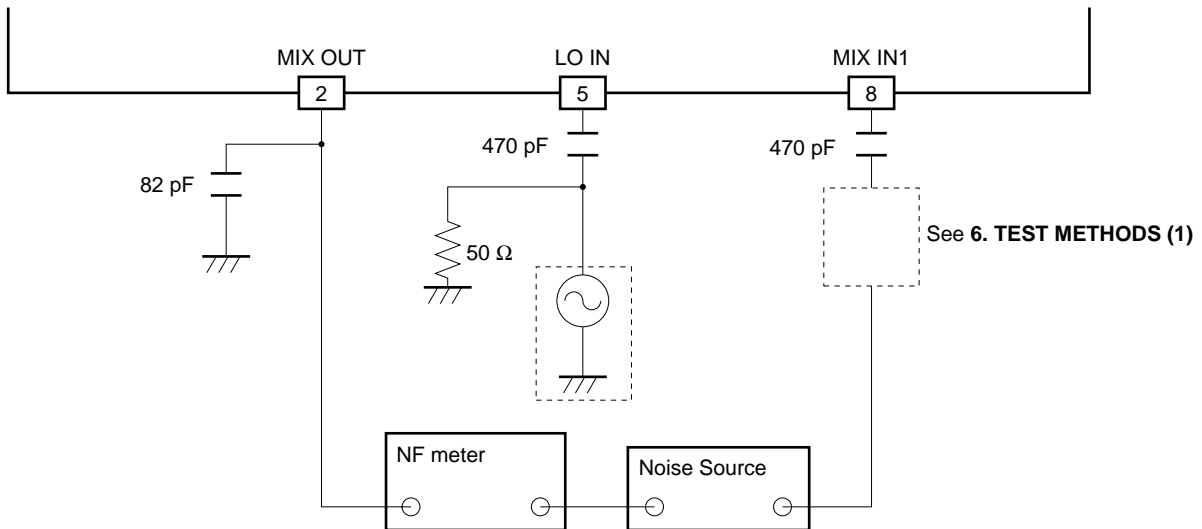 MIX OUT
LO IN
MIX IN1
2
5
8
470 pF
470 pF
82 pF
50 Ω
See 6. TEST METHODS (1)
NF meter
Noise Source